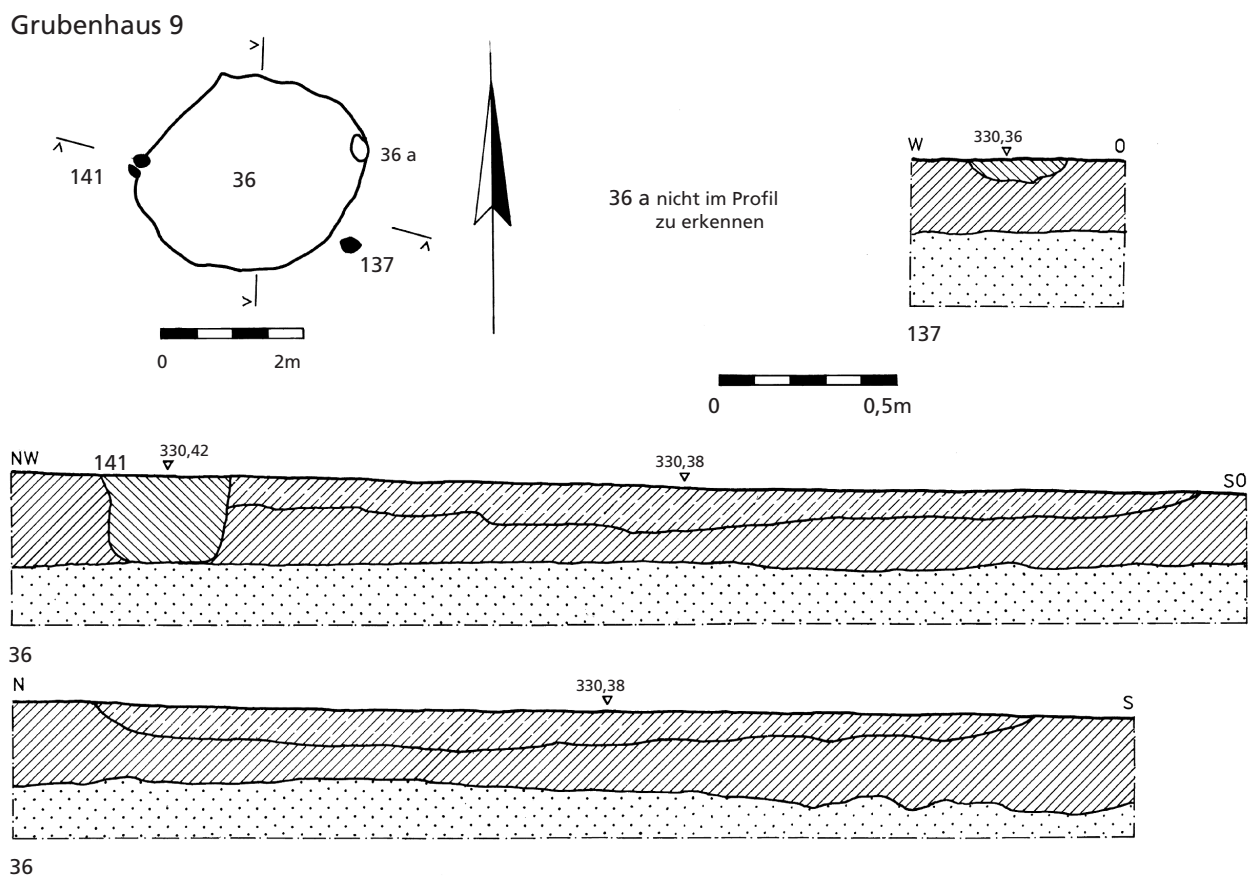 Grubenhaus 9
36 a
141
36
137
0 2m
36 a nicht im Profil
zu erkennen
W 330,36 O
137
0 0,5m
NW 141 330,42 330,38 SO
36
N 330,38 S
36